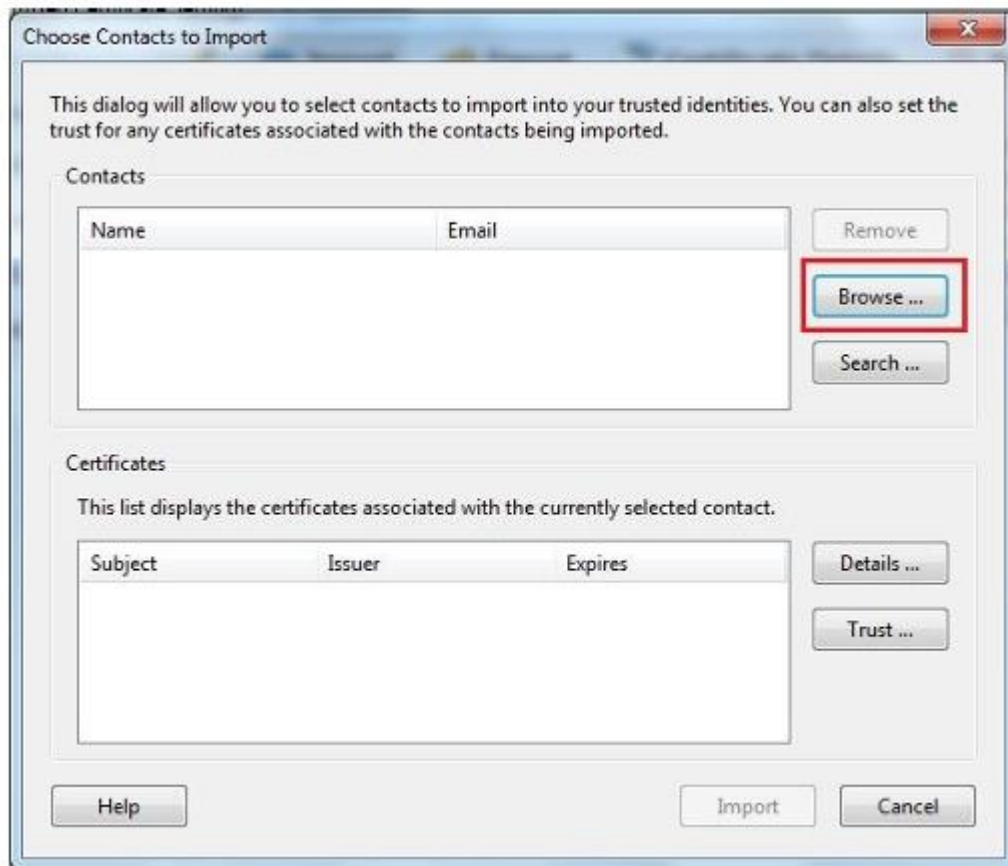 Choose Contacts to Import
This dialog will allow you to select contacts to import into your trusted identities. You can also set the
trust for any certificates associated with the contacts being imported.
Contacts
Name Email
Remove
Browse ...
Search ...
Certificates
This list displays the certificates associated with the currently selected contact.
Subject Issuer Expires
Details ...
Trust ...
Help Import Cancel